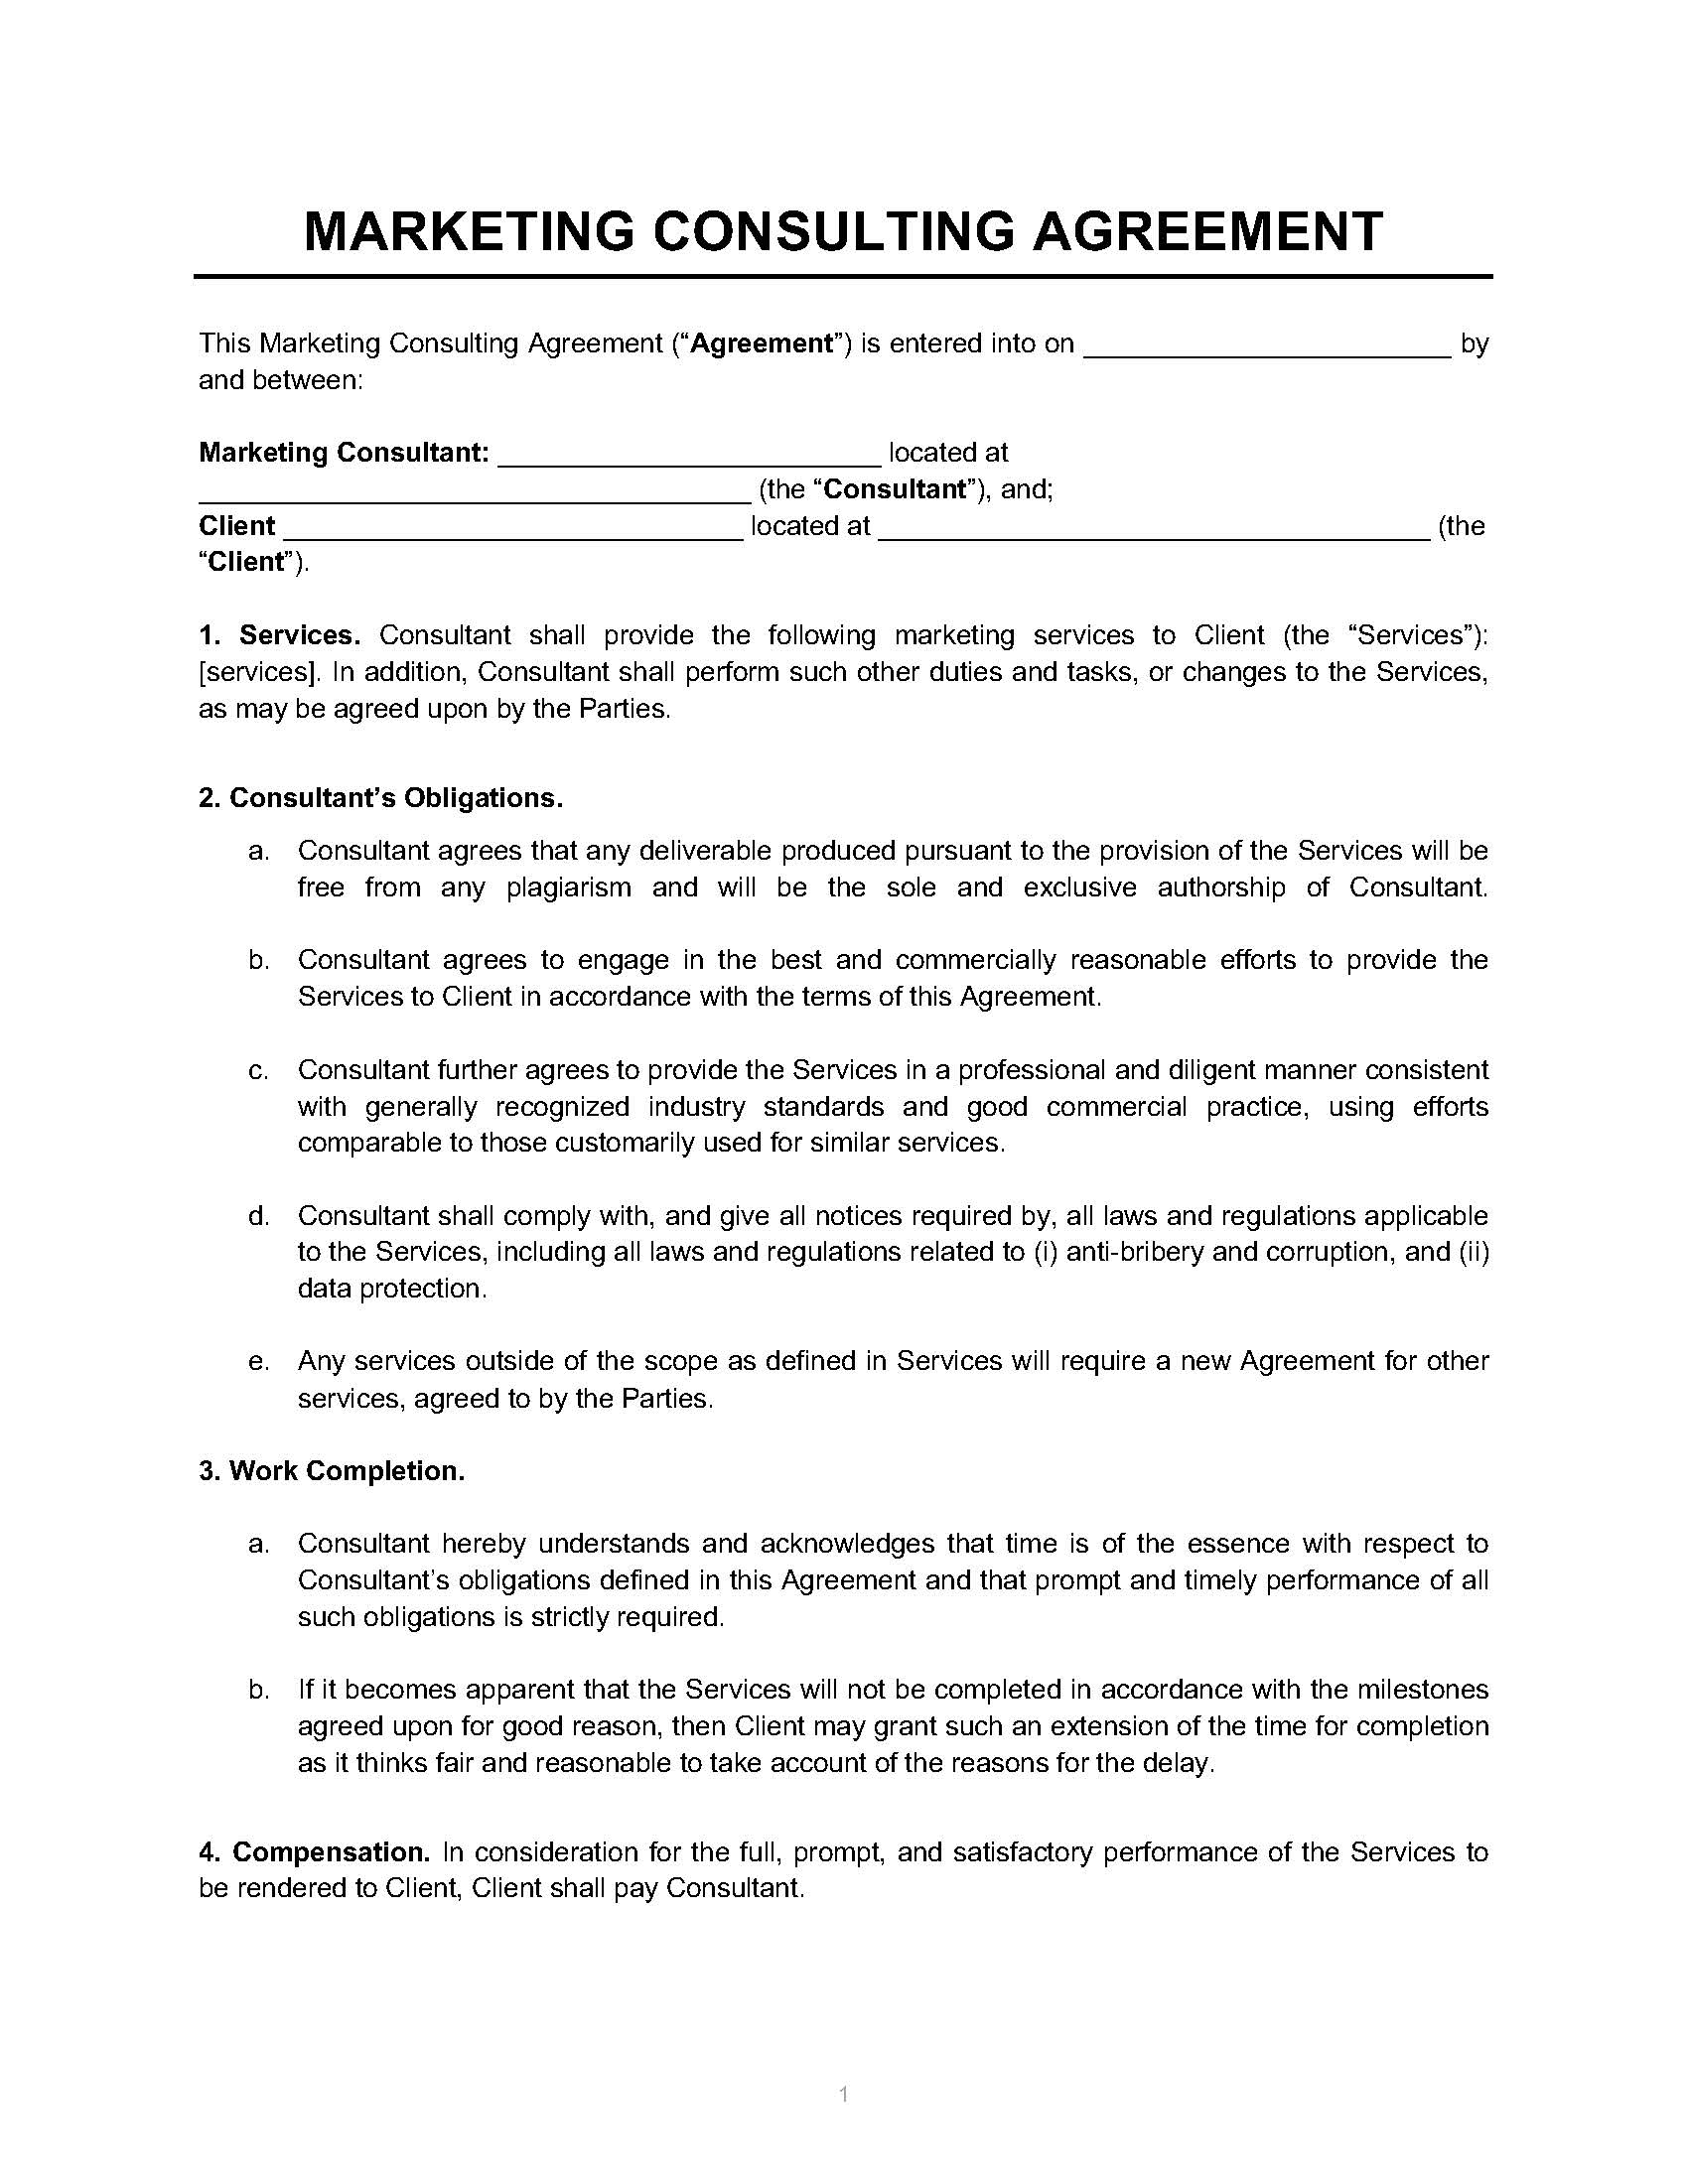 MARKETING CONSULTING AGREEMENT
This Marketing Consulting Agreement (“Agreement”) is entered into on ________________________ by
and between:
Marketing Consultant: _________________________ located at
____________________________________ (the “Consultant”), and;
Client ______________________________ located at ____________________________________ (the
“Client”).
1. Services. Consultant shall provide the following marketing services to Client (the “Services”):
[services]. In addition, Consultant shall perform such other duties and tasks, or changes to the Services,
as may be agreed upon by the Parties.
2. Consultant’s Obligations.
a. Consultant agrees that any deliverable produced pursuant to the provision of the Services will be
free from any plagiarism and will be the sole and exclusive authorship of Consultant.
b. Consultant agrees to engage in the best and commercially reasonable efforts to provide the
Services to Client in accordance with the terms of this Agreement.
c. Consultant further agrees to provide the Services in a professional and diligent manner consistent
with generally recognized industry standards and good commercial practice, using efforts
comparable to those customarily used for similar services.
d. Consultant shall comply with, and give all notices required by, all laws and regulations applicable
to the Services, including all laws and regulations related to (i) anti-bribery and corruption, and (ii)
data protection.
e. Any services outside of the scope as defined in Services will require a new Agreement for other
services, agreed to by the Parties.
3. Work Completion.
a. Consultant hereby understands and acknowledges that time is of the essence with respect to
Consultant’s obligations defined in this Agreement and that prompt and timely performance of all
such obligations is strictly required.
b. If it becomes apparent that the Services will not be completed in accordance with the milestones
agreed upon for good reason, then Client may grant such an extension of the time for completion
as it thinks fair and reasonable to take account of the reasons for the delay.
4. Compensation. In consideration for the full, prompt, and satisfactory performance of the Services to
be rendered to Client, Client shall pay Consultant.
1